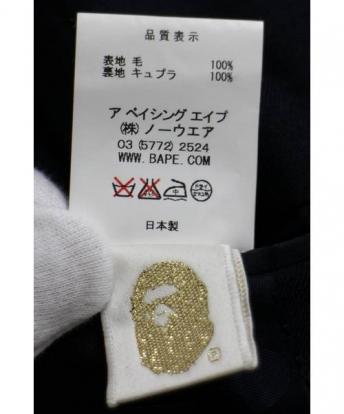 品質表示
表地 毛 100%
裏地 キュプラ 100%
ア ベイシング エイプ
㈱ ノーウエア
03 (5772) 2524
WWW.BAPE.COM
日本製